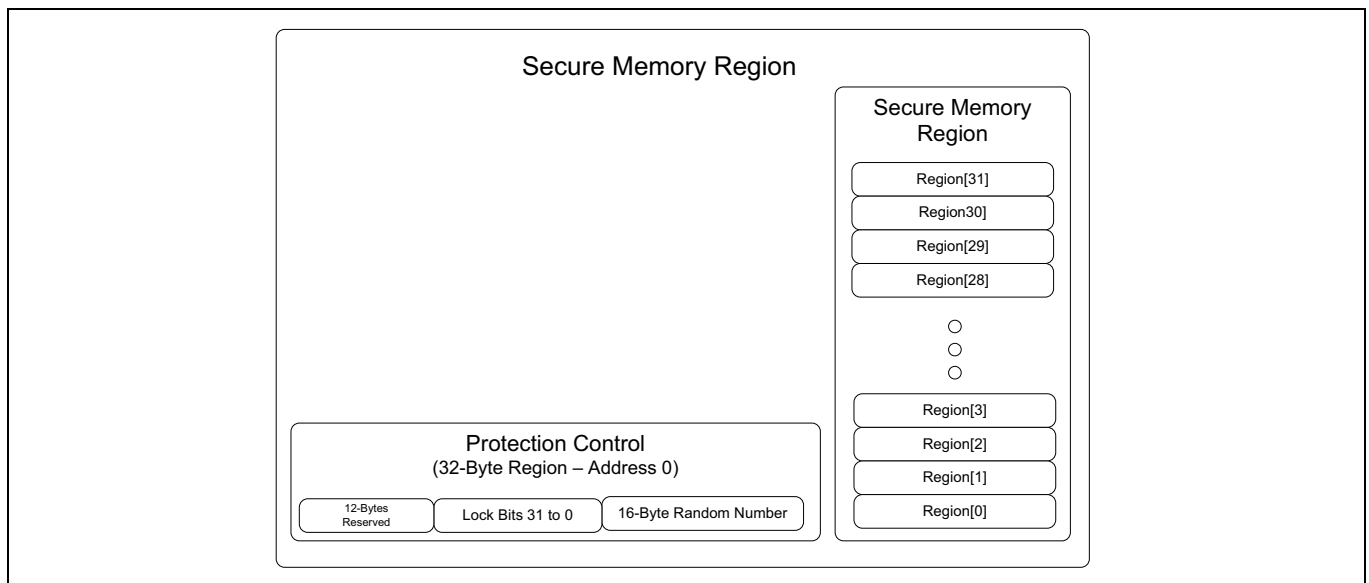 Secure Memory Region
Secure Memory
Region
Region[31]
Region30]
Region[29]
Region[28]
Region[3]
Region[2]
Region[1]
Region[0]
Protection Control
(32-Byte Region – Address 0)
12-Bytes
Reserved
Lock Bits 31 to 0
16-Byte Random Number